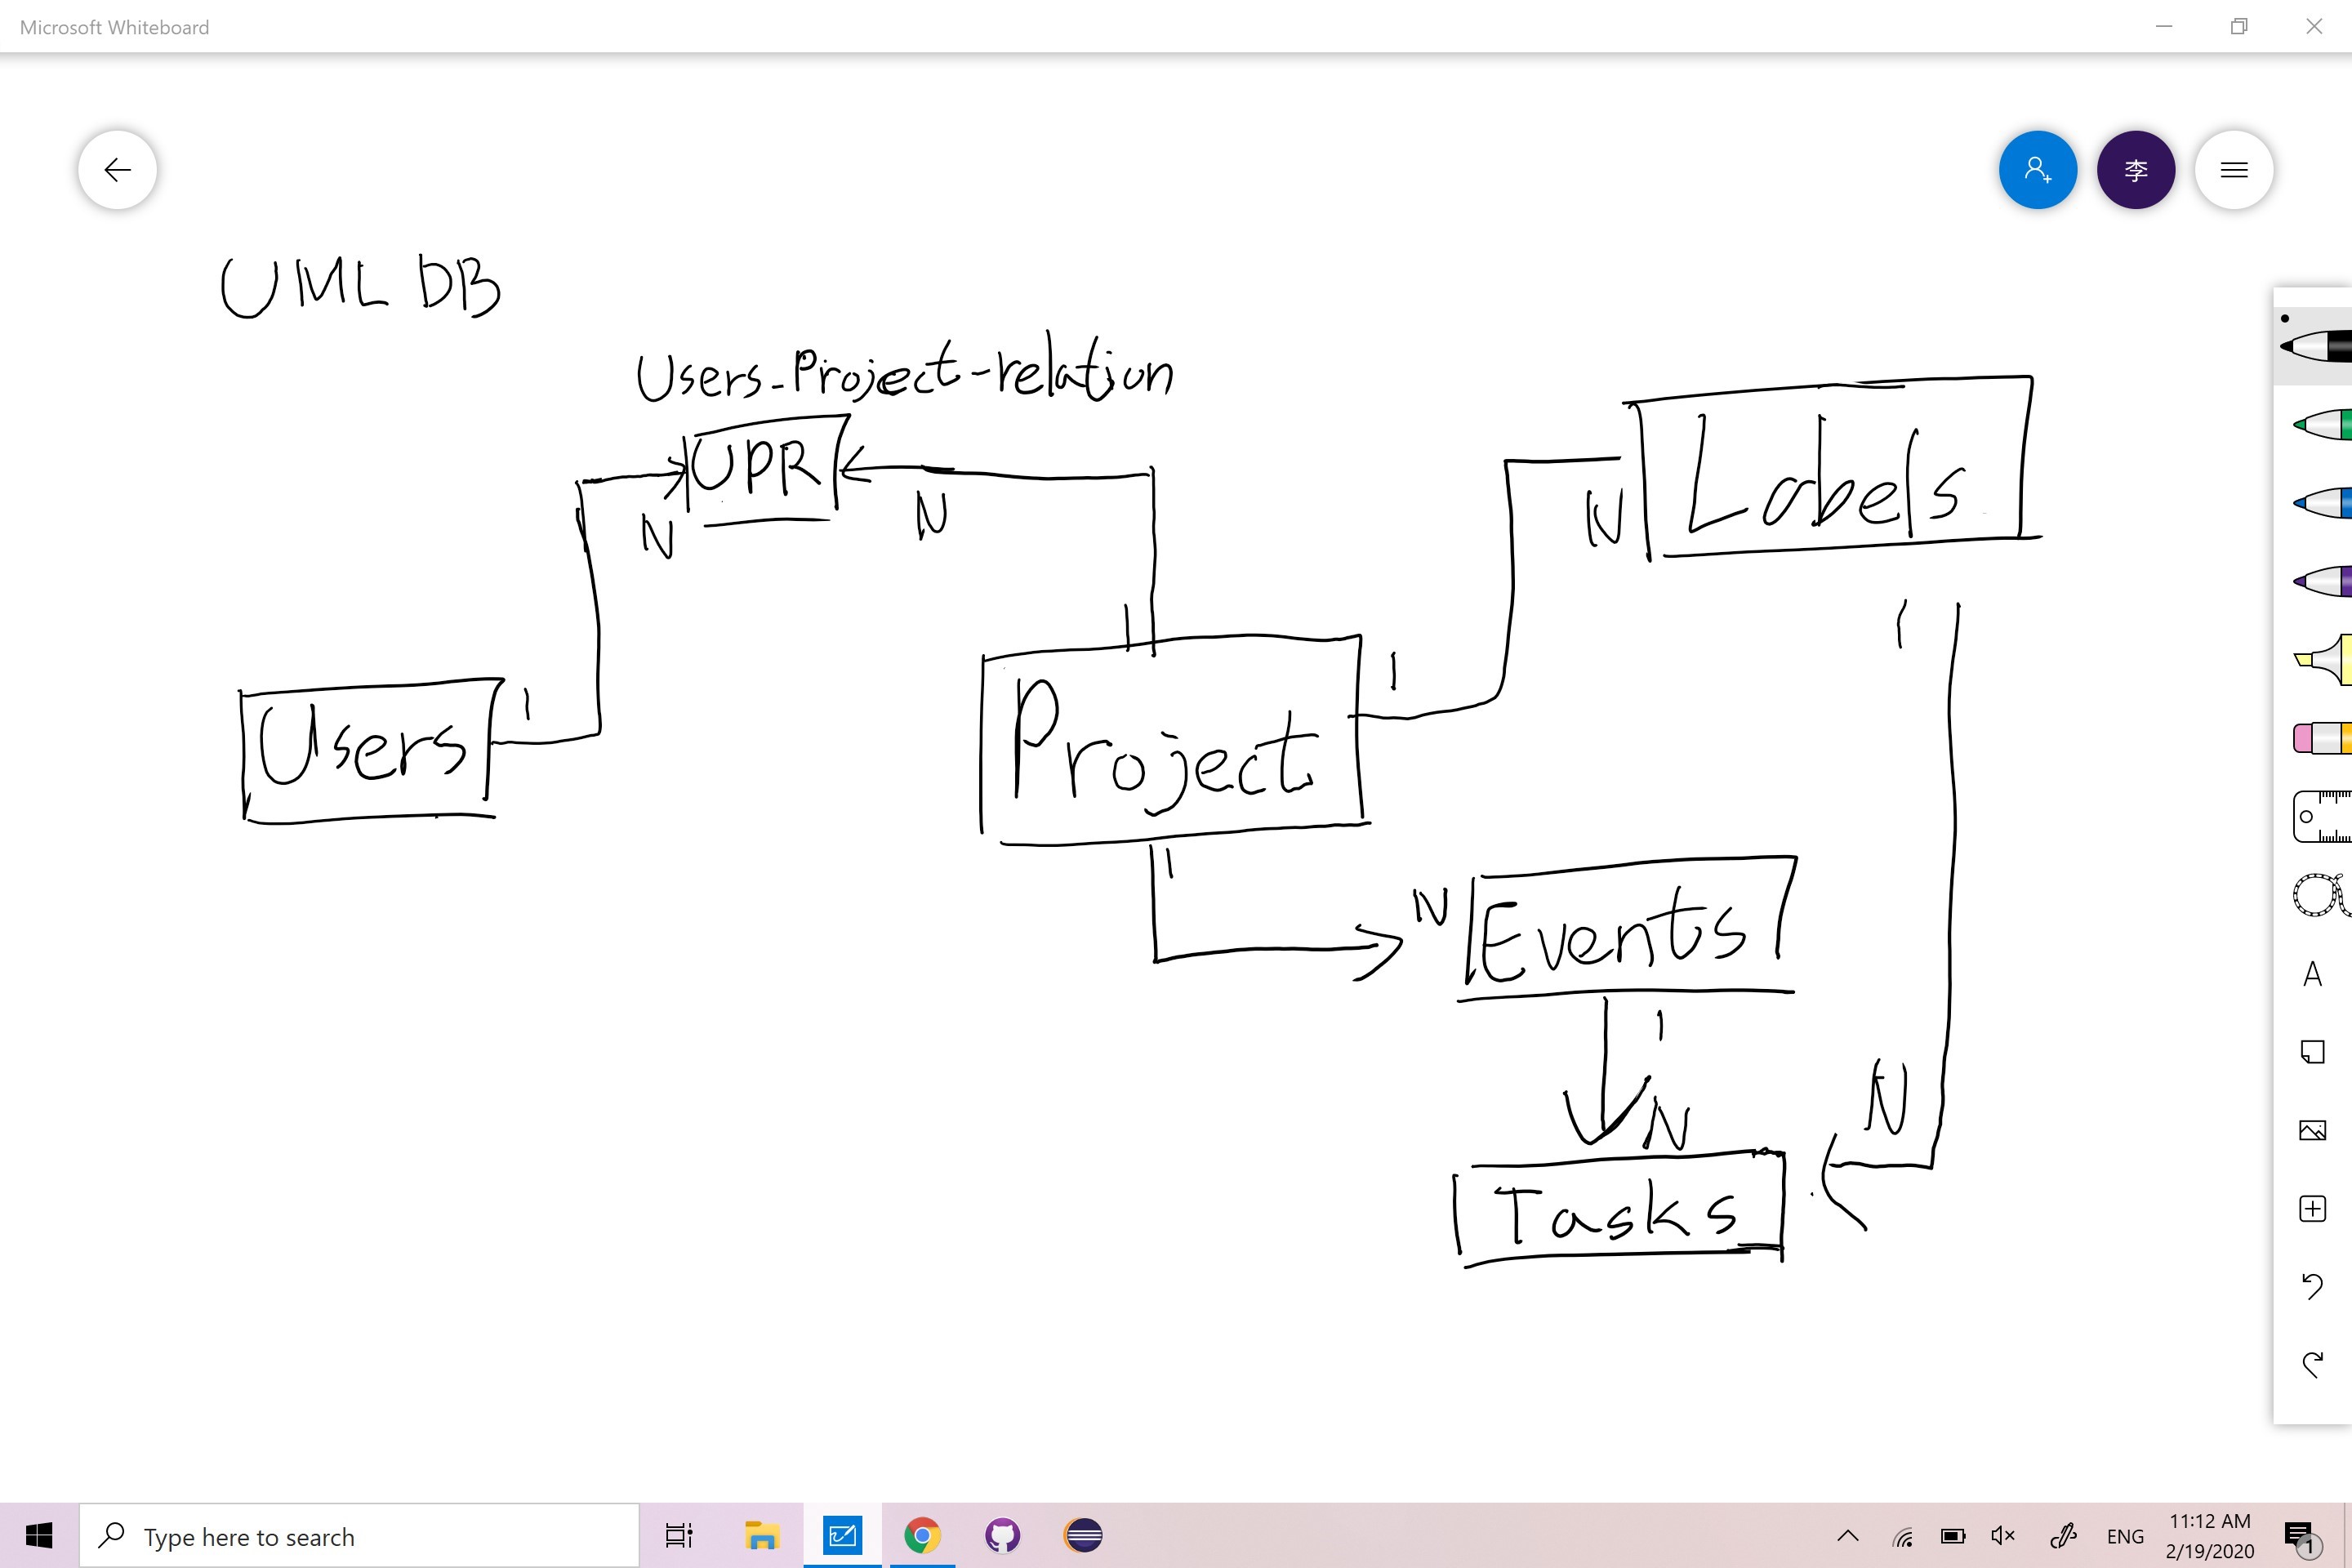 Microsoft Whiteboard
李
UML DB
Users-Project-relation
UPR
N
N
Labels
N
1
1
1
Users
1
Project
1
N
Events
1
N
N
Tasks
A
Type here to search
ENG
11:12 AM
2/19/2020
1